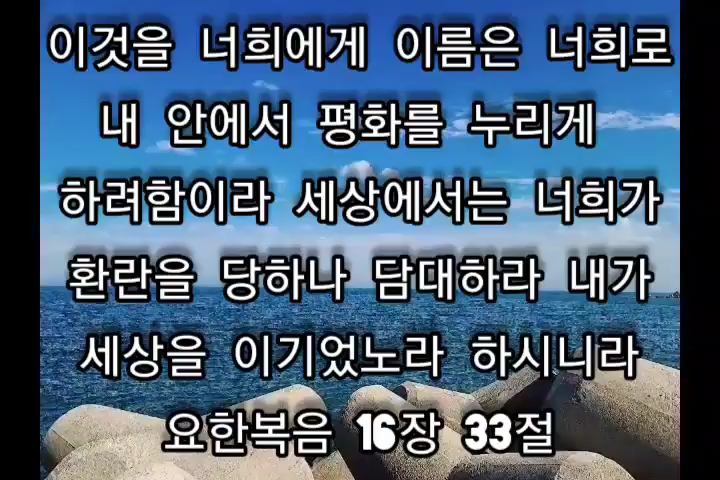 이것을 너희에게 이름은 너희로
내 안에서 평화를 누리게
하려함이라 세상에서는 너희가
환란을 당하나 담대하라 내가
세상을 이기었노라 하시니라
요한복음 16장 33절